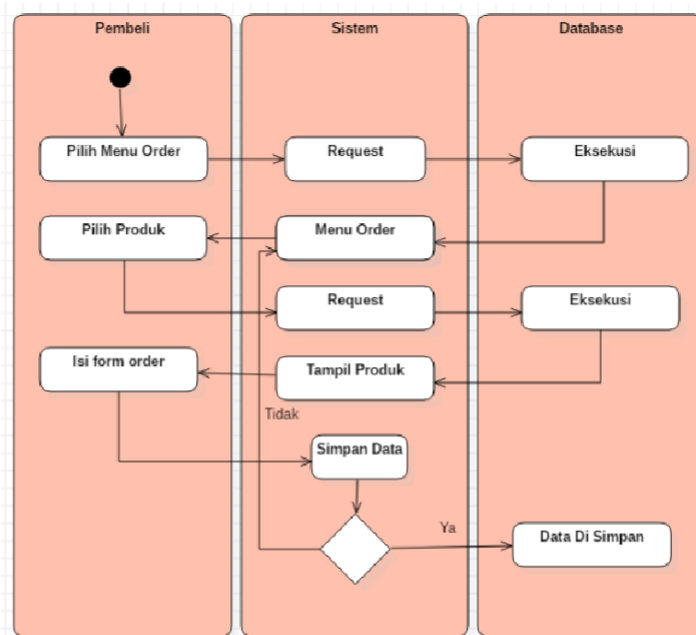 Pembeli
Sistem
Database
Pilih Menu Order
Request
Eksekusi
Pilih Produk
Menu Order
Request
Eksekusi
Isi form order
Tampil Produk
Tidak
Simpan Data
Ya
Data Di Simpan